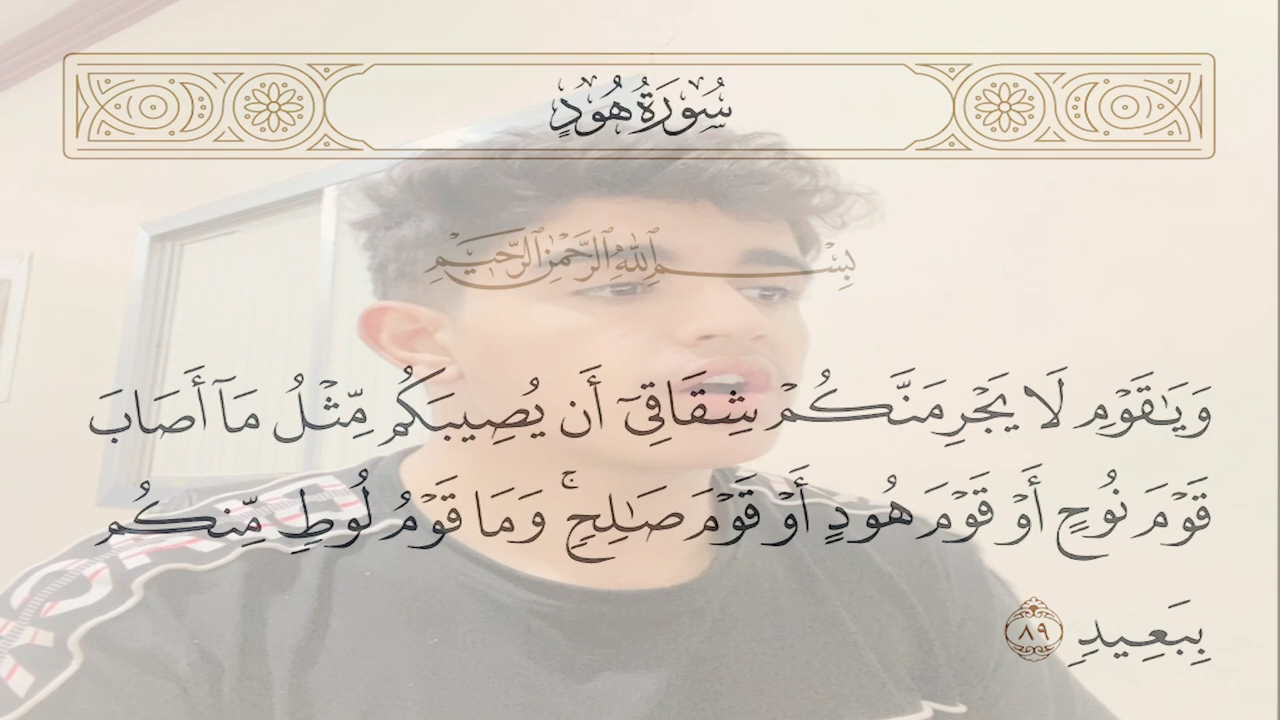 سُورَةُ هُودٍ
بِسْمِ ٱللَّهِ ٱلرَّحْمَٰنِ ٱلرَّحِيمِ
وَيَٰقَوْمِ لَا يَجْرِمَنَّكُمْ شِقَاقِىٓ أَن يُصِيبَكُم مِّثْلُ مَآ أَصَابَ
قَوْمَ نُوحٍ أَوْ قَوْمَ هُودٍ أَوْ قَوْمَ صَٰلِحٍ ۚ وَمَا قَوْمُ لُوطٍ مِّنكُم
بِبَعِيدٍ ٨٩